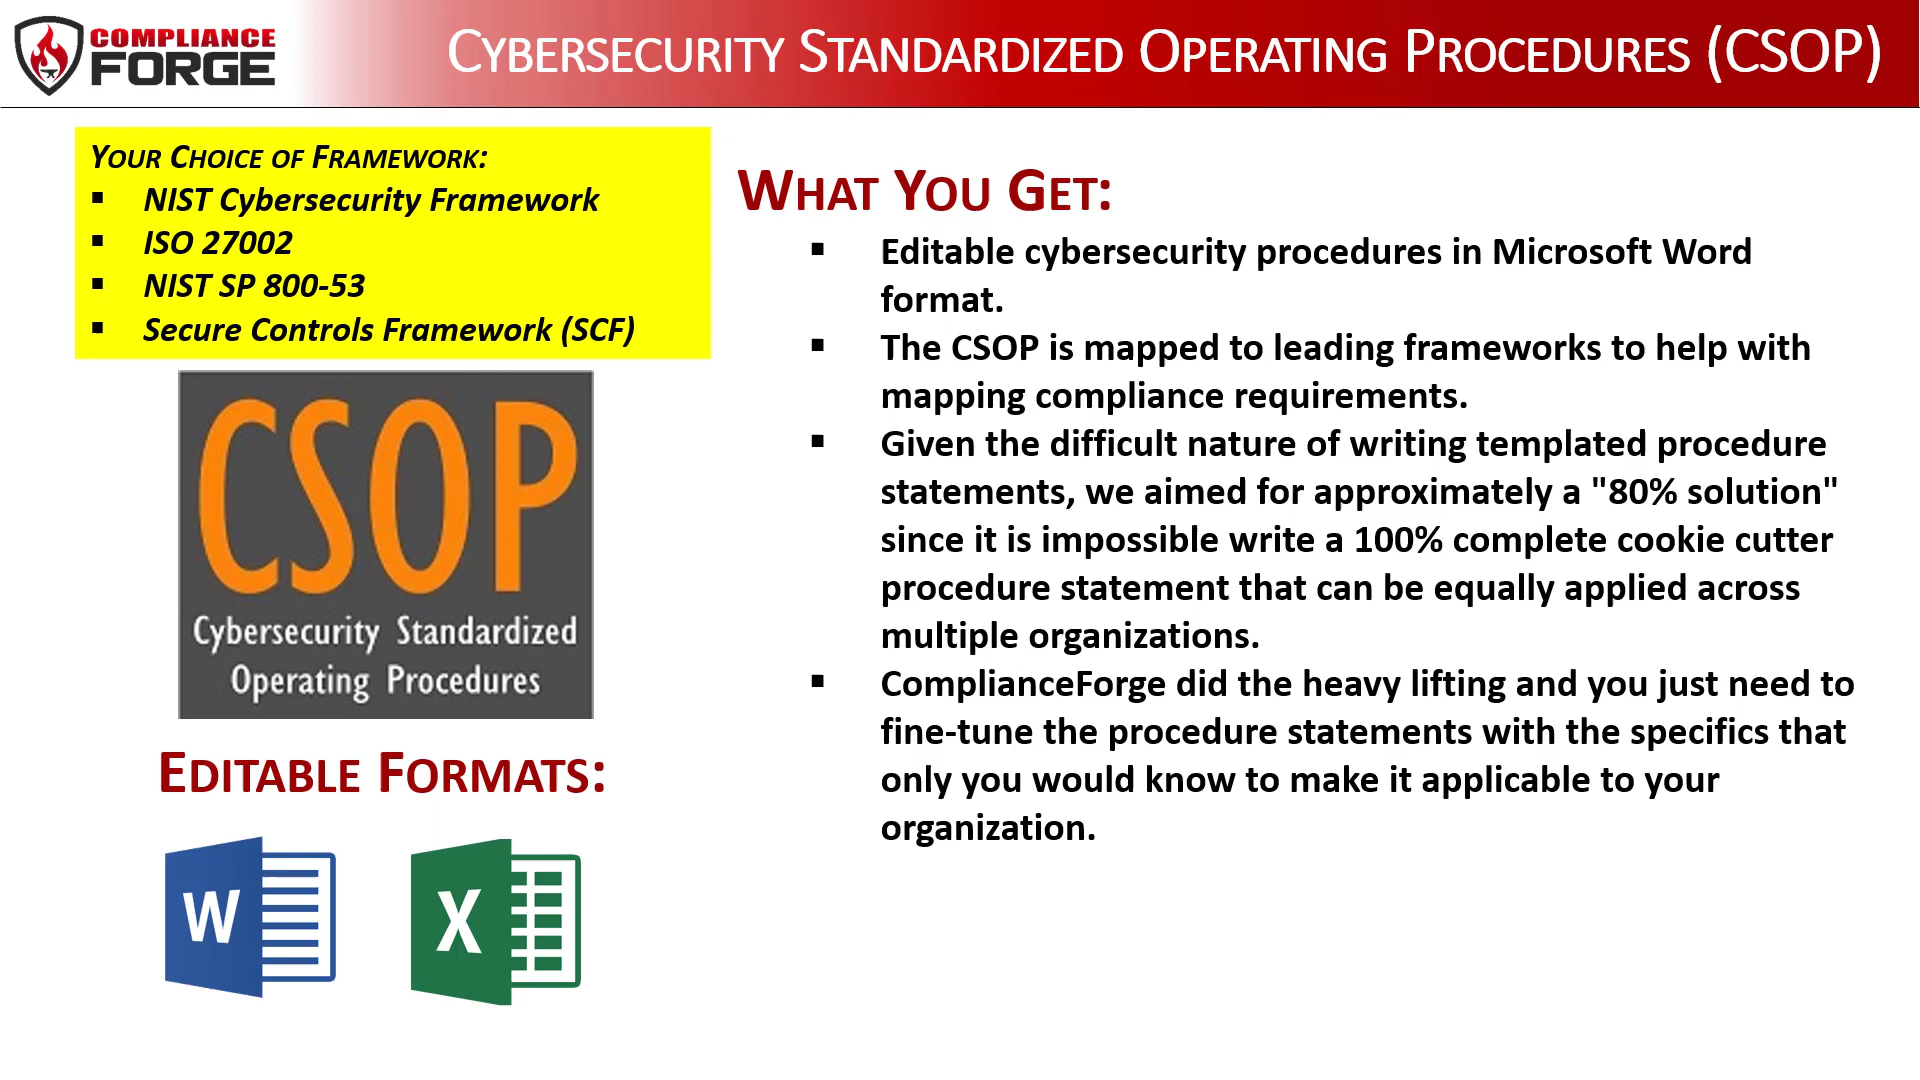 COMPLIANCE
FORGE
CYBERSECURITY STANDARDIZED OPERATING PROCEDURES (CSOP)
YOUR CHOICE OF FRAMEWORK:
▪ NIST Cybersecurity Framework
▪ ISO 27002
▪ NIST SP 800-53
▪ Secure Controls Framework (SCF)
CSOP
Cybersecurity Standardized
Operating Procedures
EDITABLE FORMATS:
W
X
WHAT YOU GET:
▪ Editable cybersecurity procedures in Microsoft Word
format.
▪ The CSOP is mapped to leading frameworks to help with
mapping compliance requirements.
▪ Given the difficult nature of writing templated procedure
statements, we aimed for approximately a "80% solution"
since it is impossible write a 100% complete cookie cutter
procedure statement that can be equally applied across
multiple organizations.
▪ ComplianceForge did the heavy lifting and you just need to
fine-tune the procedure statements with the specifics that
only you would know to make it applicable to your
organization.